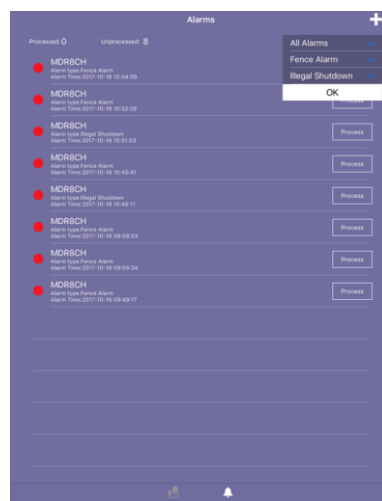 Alarms
Processed:0 Unprocessed: 8
All Alarms
Fence Alarm
Illegal Shutdown
OK
MDR8CH
Alarm type:Fence Alarm
Alarm Time:2017-10-16 10:54:59
MDR8CH
Alarm type:Fence Alarm
Alarm Time:2017-10-16 10:52:26
Process
MDR8CH
Alarm type:Illegal Shutdown
Alarm Time:2017-10-16 10:51:53
Process
MDR8CH
Alarm type:Fence Alarm
Alarm Time:2017-10-16 10:45:41
Process
MDR8CH
Alarm type:Illegal Shutdown
Alarm Time:2017-10-16 10:45:11
Process
MDR8CH
Alarm type:Fence Alarm
Alarm Time:2017-10-16 09:58:53
Process
MDR8CH
Alarm type:Fence Alarm
Alarm Time:2017-10-16 09:55:34
Process
MDR8CH
Alarm type:Fence Alarm
Alarm Time:2017-10-16 09:49:17
Process